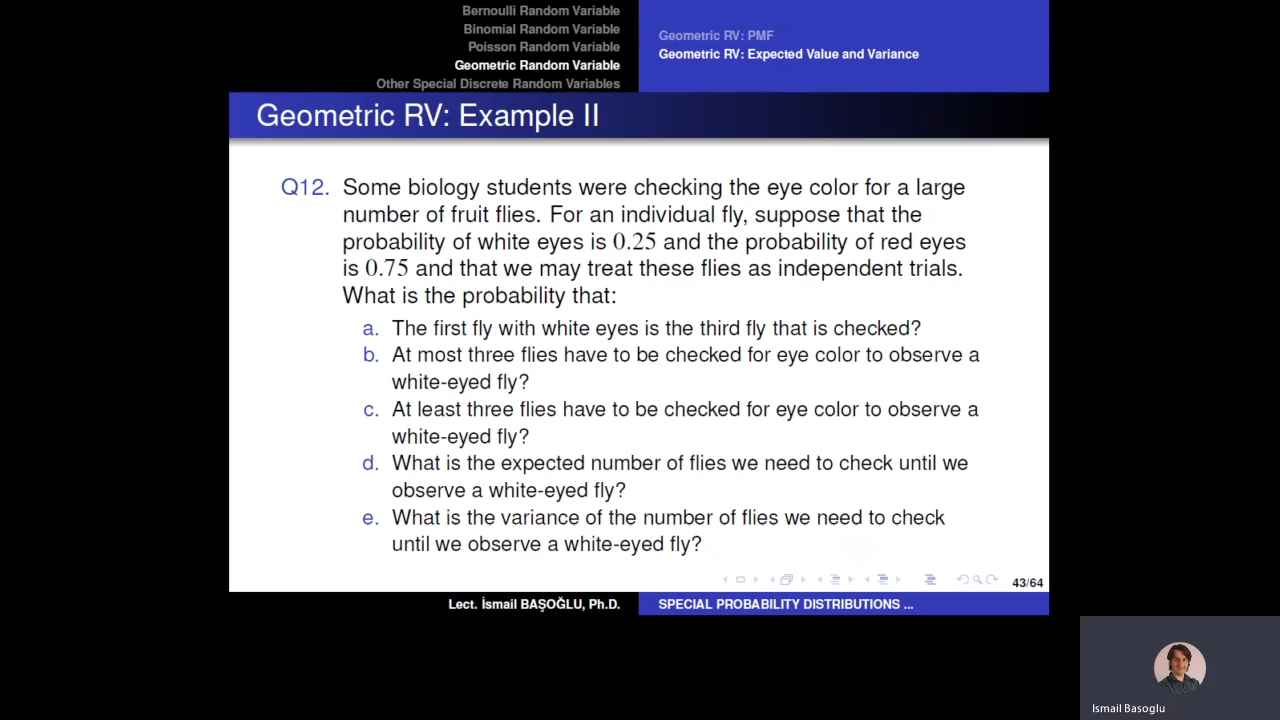 Bernoulli Random Variable
Binomial Random Variable
Poisson Random Variable
Geometric Random Variable
Other Special Discrete Random Variables
Geometric RV: PMF
Geometric RV: Expected Value and Variance
Geometric RV: Example II
Q12. Some biology students were checking the eye color for a large
number of fruit flies. For an individual fly, suppose that the
probability of white eyes is 0.25 and the probability of red eyes
is 0.75 and that we may treat these flies as independent trials.
What is the probability that:
a. The first fly with white eyes is the third fly that is checked?
b. At most three flies have to be checked for eye color to observe a
white-eyed fly?
c. At least three flies have to be checked for eye color to observe a
white-eyed fly?
d. What is the expected number of flies we need to check until we
observe a white-eyed fly?
e. What is the variance of the number of flies we need to check
until we observe a white-eyed fly?
43/64
Lect. İsmail BAŞOĞLU, Ph.D.
SPECIAL PROBABILITY DISTRIBUTIONS ...
Ismail Basoglu